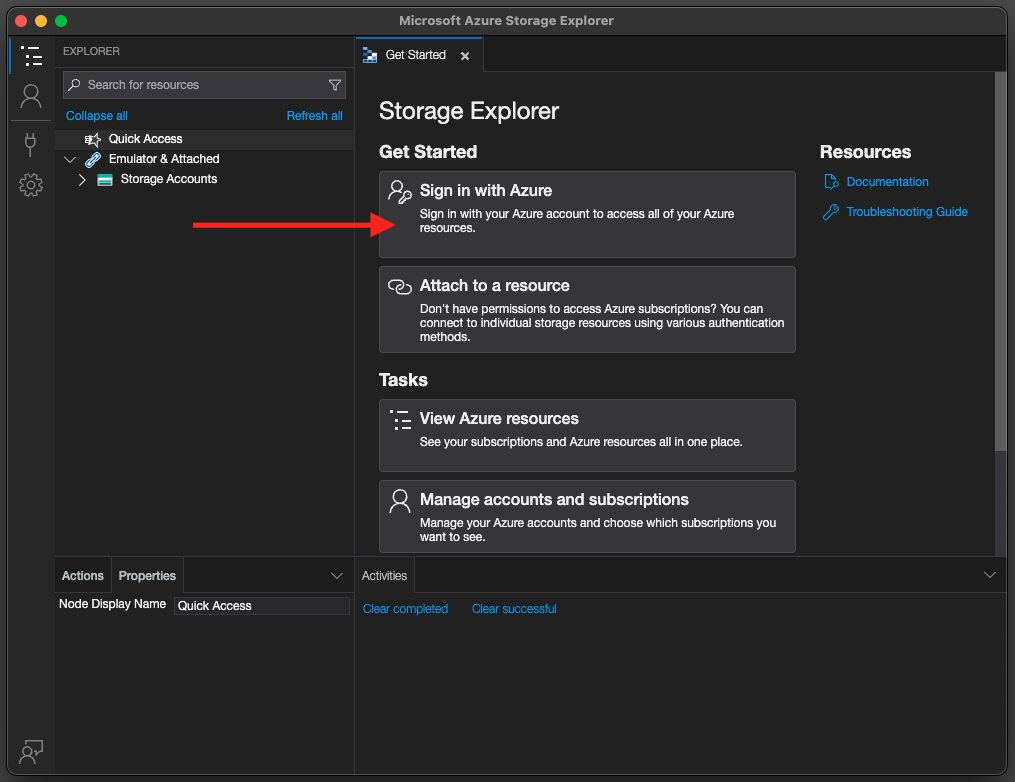 Microsoft Azure Storage Explorer
EXPLORER
Search for resources
Collapse all
Refresh all
Quick Access
Emulator & Attached
Storage Accounts
Get Started
Storage Explorer
Get Started
Sign in with Azure
Sign in with your Azure account to access all of your Azure
resources.
Attach to a resource
Don't have permissions to access Azure subscriptions? You can
connect to individual storage resources using various authentication
methods.
Tasks
View Azure resources
See your subscriptions and Azure resources all in one place.
Manage accounts and subscriptions
Manage your Azure accounts and choose which subscriptions you
want to see.
Resources
Documentation
Troubleshooting Guide
Actions
Properties
Node Display Name
Quick Access
Activities
Clear completed
Clear successful